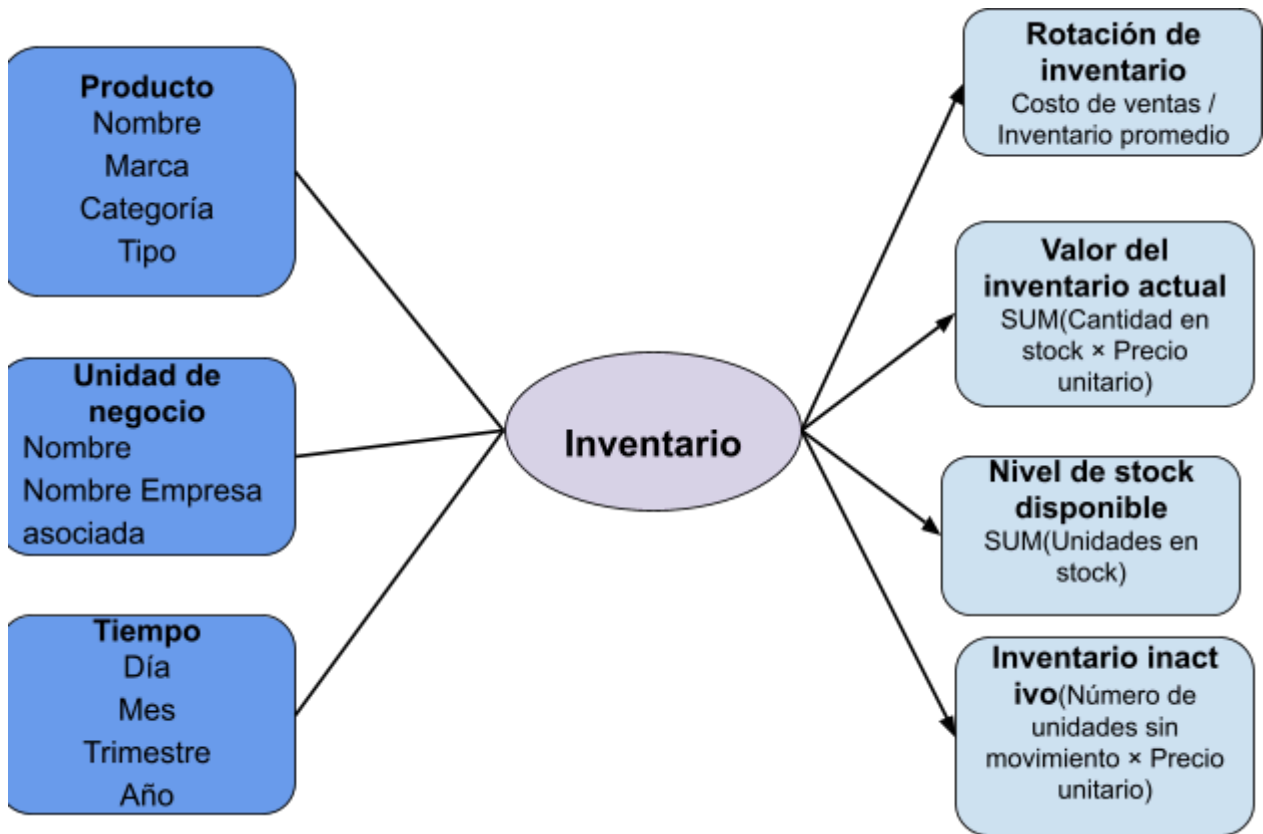 Producto
Nombre
Marca
Categoría
Tipo
Unidad de
negocio
Nombre
Nombre Empresa
asociada
Tiempo
Día
Mes
Trimestre
Año
Inventario
Rotación de
inventario
Costo de ventas /
Inventario promedio
Valor del
inventario actual
SUM(Cantidad en
stock × Precio
unitario)
Nivel de stock
disponible
SUM(Unidades en
stock)
Inventario inact
ivo(Número de
unidades sin
movimiento × Precio
unitario)